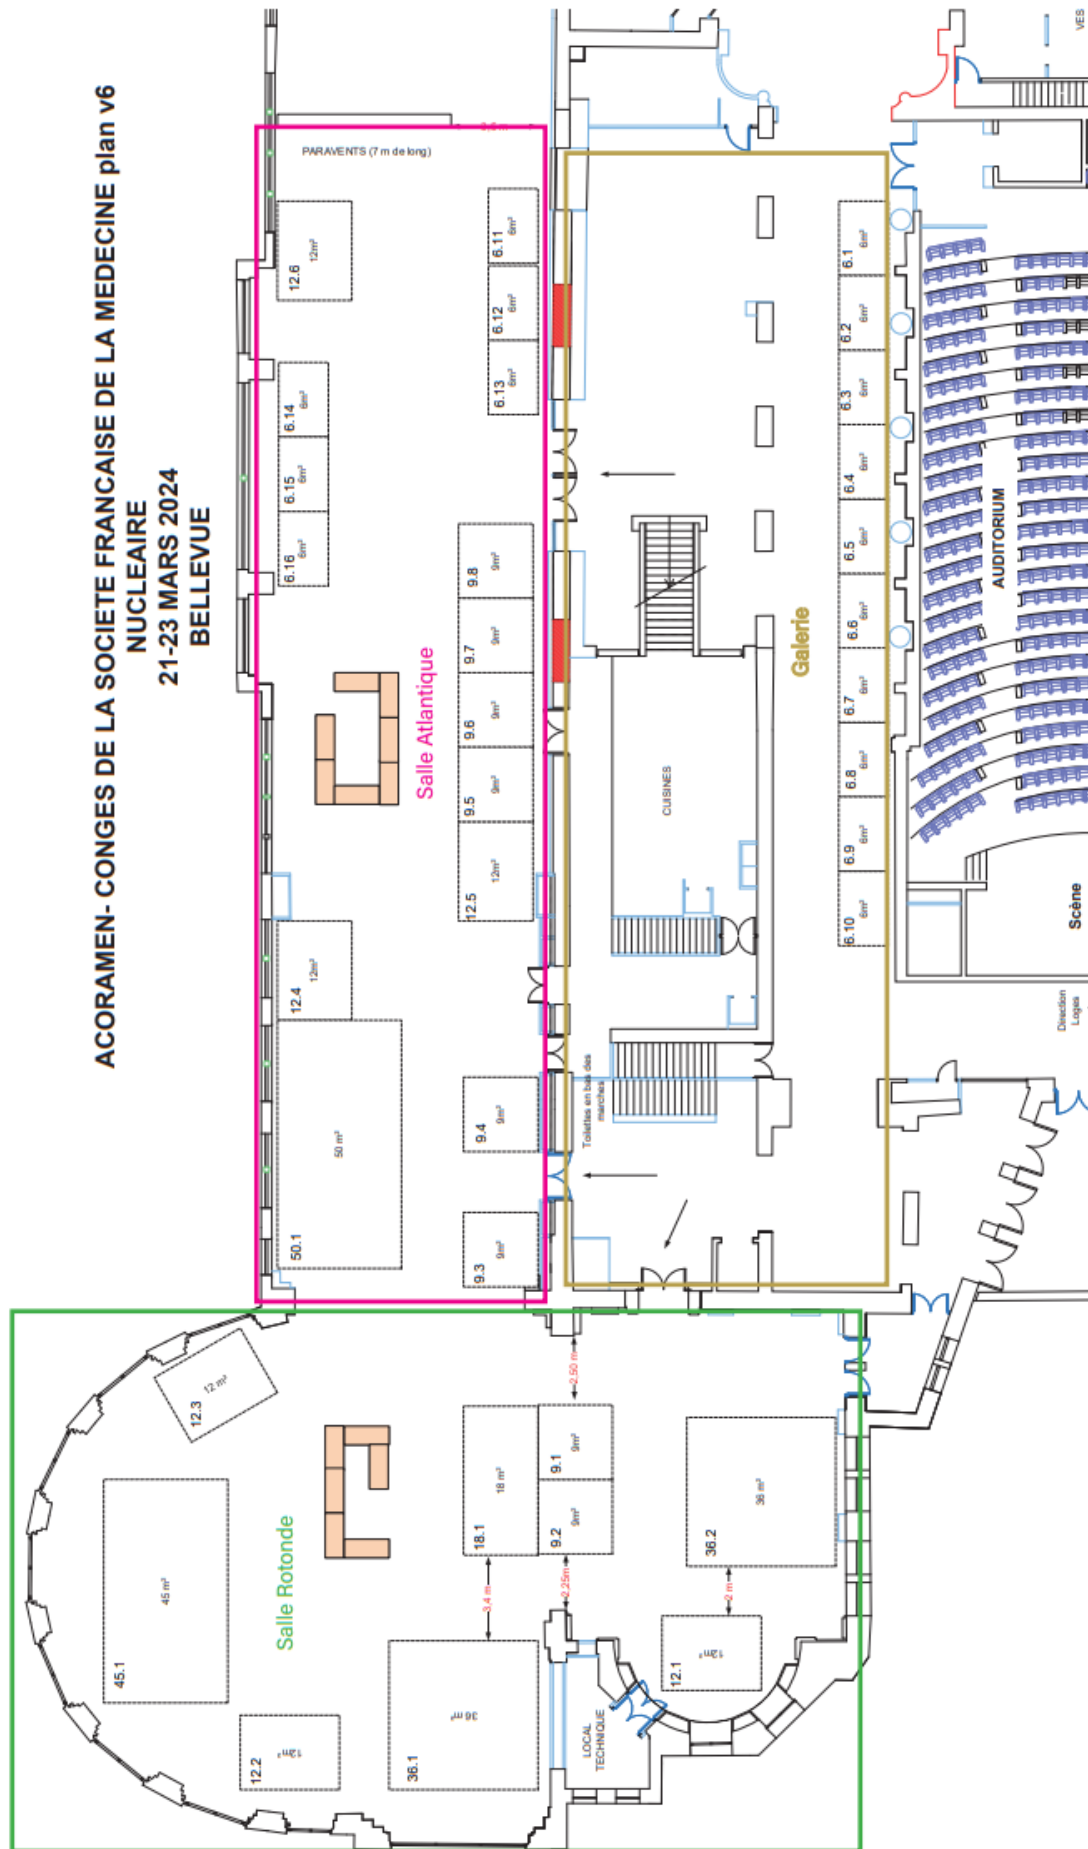 ACORAMEN- CONGES DE LA SOCIETE FRANCAISE DE LA MEDECINE plan v6
NUCLEAIRE
21-23 MARS 2024
BELLEVUE
PARAVENTS (7 m de long)
12.6
12m²
6.11
6m²
6.12
6m²
6.13
6m²
6.14
6m²
6.15
6m²
6.16
6m²
9.8
9m²
9.7
9m²
9.6
9m²
9.5
9m²
12.5
12m²
Salle Atlantique
12.4
12m²
50 m²
50.1
9.4
9m²
9.3
9m²
6.1
6m²
6.2
6m²
6.3
6m²
6.4
6m²
6.5
6m²
6.6
6m²
6.7
6m²
6.8
6m²
6.9
6m²
6.10
6m²
Galerie
CUISINES
Toilettes en bas des
marches
AUDITORIUM
Scène
Direction
Loges
VES
12.3
12 m²
45 m²
45.1
Salle Rotonde
18 m²
18.1
9.1
9m²
9.2
9m²
2,50 m
3,4 m
2,25m
36 m²
36.2
2 m
12.1
12m²
12.2
12m²
36.1
36 m²
LOCAL
TECHNIQUE